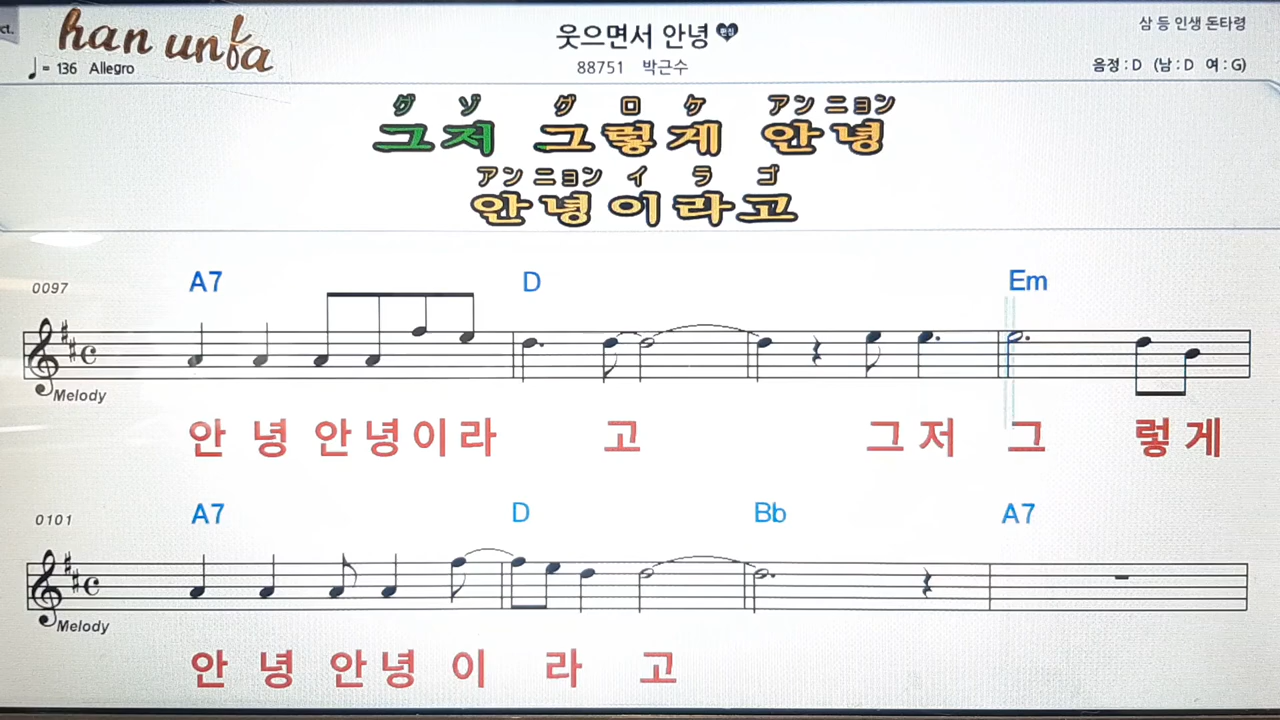 ct.
han unfa
웃으면서 안녕 편집
삼 등 인생 돈타령
♩= 136 Allegro
88751 박근수
음정 : D (남 : D 여 : G)
グ ゾ グ ロ ケ アン ニョン
그저 그렇게 안녕
アン ニョン イ ラ ゴ
안녕이라고
0097
A7 D Em
Melody
안 녕 안 녕 이 라 고 그 저 그 렇 게
0101
A7 D Bb A7
Melody
안 녕 안 녕 이 라 고